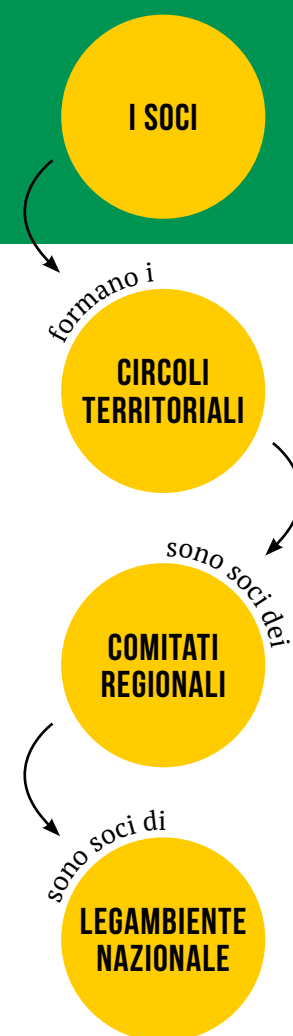 I SOCI
formano i
CIRCOLI
TERRITORIALI
sono soci dei
COMITATI
REGIONALI
sono soci di
LEGAMBIENTE
NAZIONALE